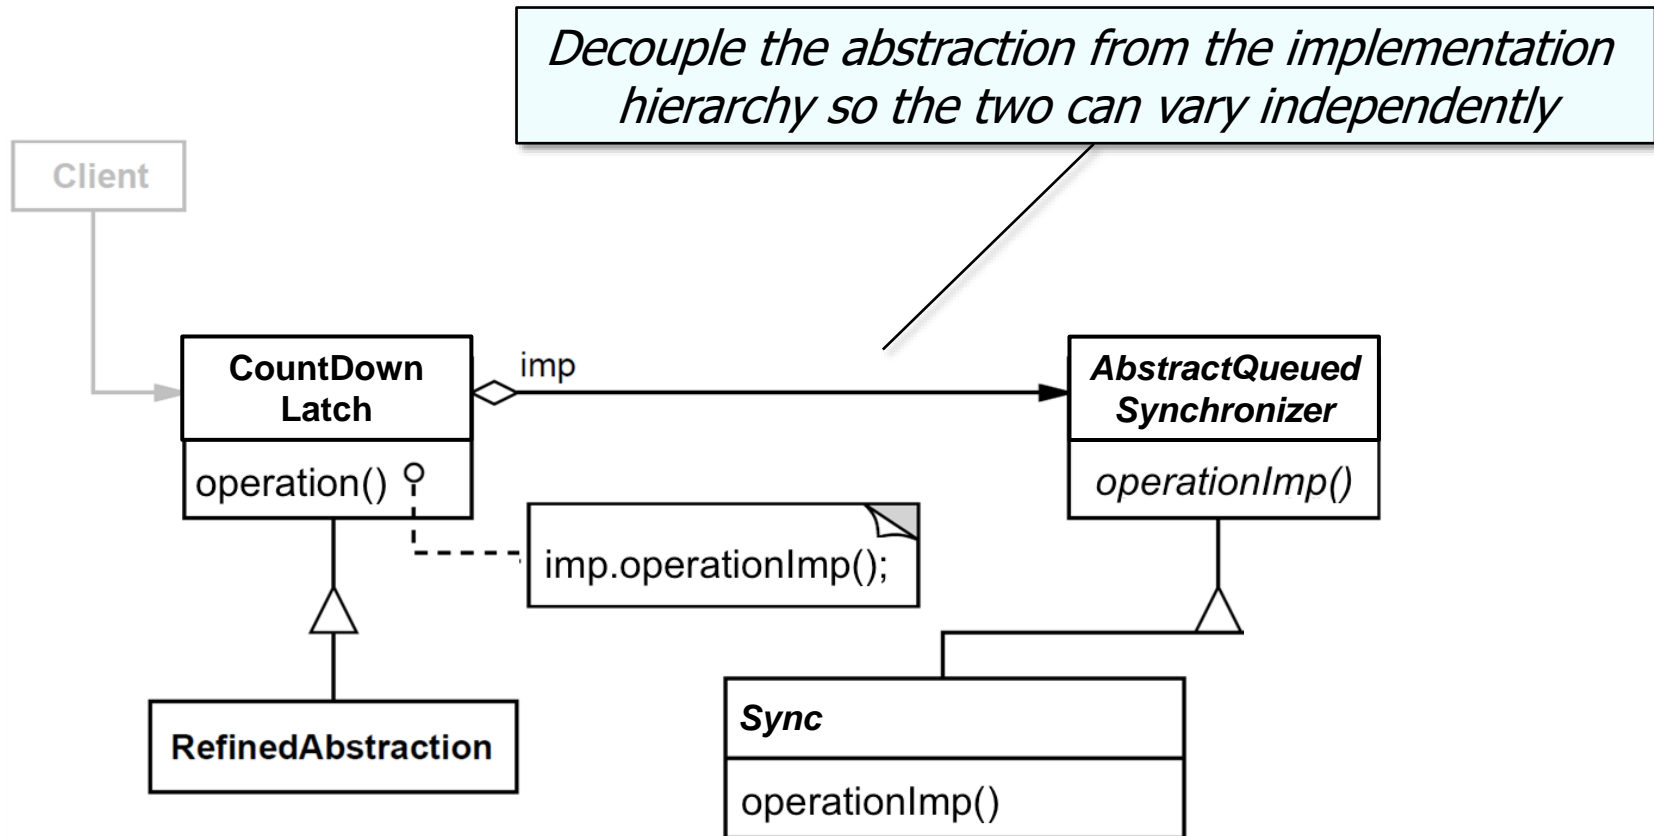 Decouple the abstraction from the implementation
hierarchy so the two can vary independently
Client
CountDown
Latch
imp
AbstractQueued
Synchronizer
operation()
operationImp()
imp.operationImp();
RefinedAbstraction
Sync
operationImp()